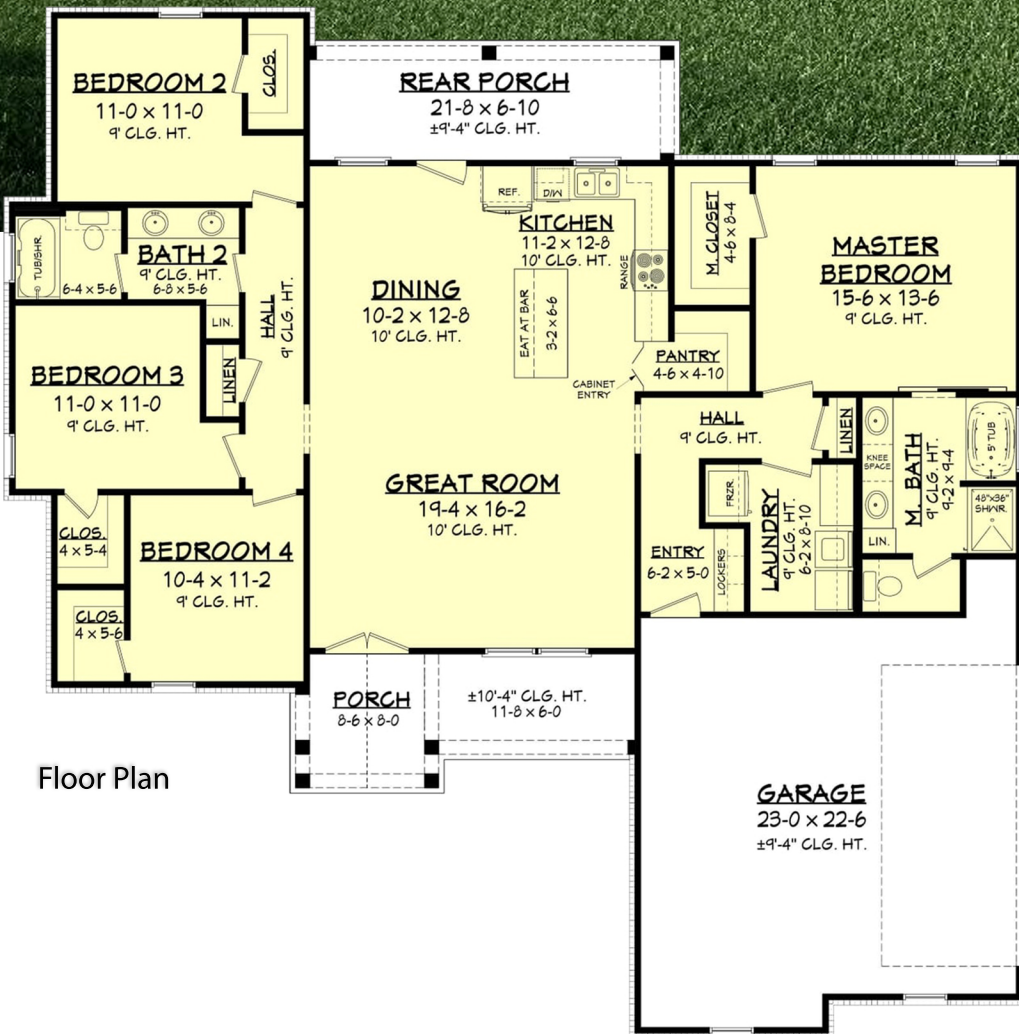 BEDROOM 2
11-0 x 11-0
9' CLG. HT.
CLOS.
REAR PORCH
21-8 x 6-10
±9'-4" CLG. HT.
TUB/SHR.
6-4 x 5-6
BATH 2
9' CLG. HT.
6-8 x 5-6
LIN.
HALL
9' CLG. HT.
LINEN
BEDROOM 3
11-0 x 11-0
9' CLG. HT.
CLOS.
4 x 5-4
BEDROOM 4
10-4 x 11-2
9' CLG. HT.
CLOS.
4 x 5-6
DINING
10-2 x 12-8
10' CLG. HT.
REF.
D/W
KITCHEN
11-2 x 12-8
10' CLG. HT.
RANGE
EAT AT BAR
3-2 x 6-6
CABINET
ENTRY
PANTRY
4-6 x 4-10
M. CLOSET
4-6 x 8-4
MASTER
BEDROOM
15-6 x 13-6
9' CLG. HT.
GREAT ROOM
19-4 x 16-2
10' CLG. HT.
HALL
9' CLG. HT.
LINEN
KNEE
SPACE
LIN.
M. BATH
9' CLG. HT.
9-2 x 9-4
5' TUB
48"x36"
SHWR.
FRZR.
LAUNDRY
9' CLG. HT.
6-2 x 8-10
ENTRY
6-2 x 5-0
LOCKERS
PORCH
8-6 x 8-0
±10'-4" CLG. HT.
11-8 x 6-0
GARAGE
23-0 x 22-6
±9'-4" CLG. HT.
Floor Plan